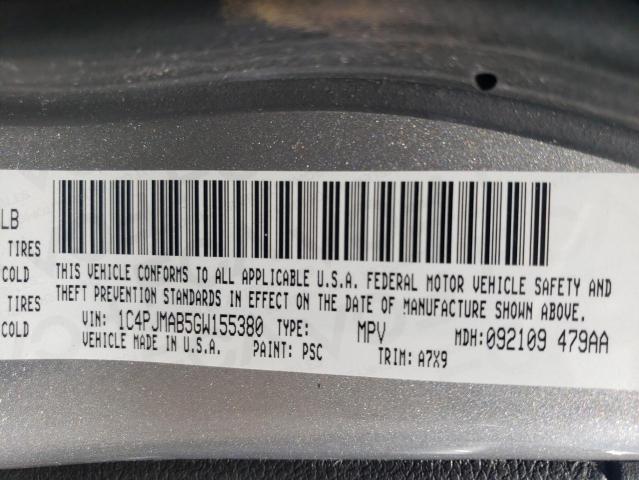 LB
TIRES
COLD
TIRES
COLD
THIS VEHICLE CONFORMS TO ALL APPLICABLE U.S.A. FEDERAL MOTOR VEHICLE SAFETY AND
THEFT PREVENTION STANDARDS IN EFFECT ON THE DATE OF MANUFACTURE SHOWN ABOVE.
VIN: 1C4PJMAB5GW155380 TYPE: MPV MDH:092109 479AA
VEHICLE MADE IN U.S.A. PAINT: PSC TRIM: A7X9